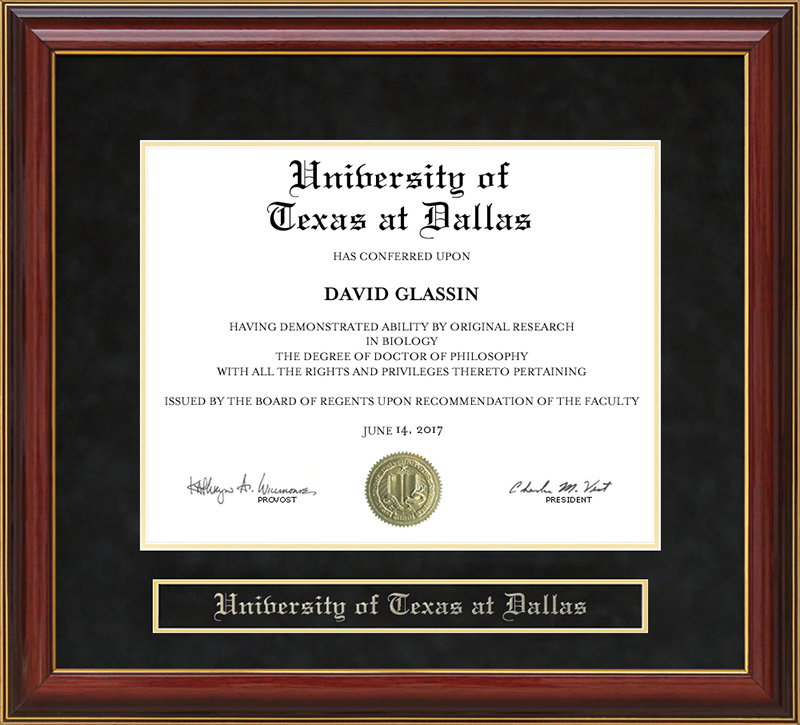 University of
Texas at Dallas
HAS CONFERRED UPON
DAVID GLASSIN
HAVING DEMONSTRATED ABILITY BY ORIGINAL RESEARCH
IN BIOLOGY
THE DEGREE OF DOCTOR OF PHILOSOPHY
WITH ALL THE RIGHTS AND PRIVILEGES THERETO PERTAINING
ISSUED BY THE BOARD OF REGENTS UPON RECOMMENDATION OF THE FACULTY
JUNE 14, 2017
PROVOST
Charles M. Vest
PRESIDENT
University of Texas at Dallas